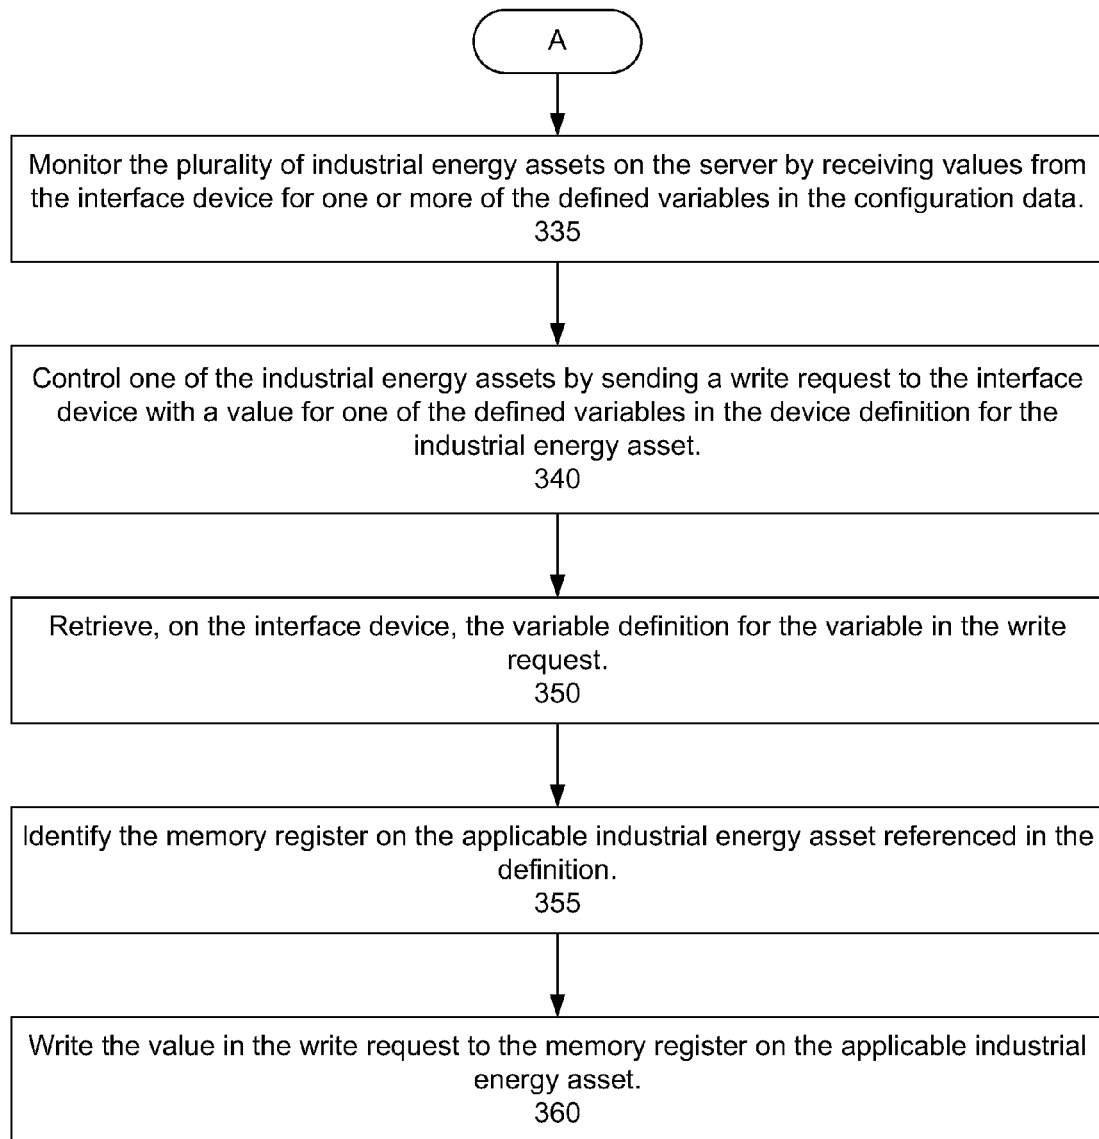 A
Monitor the plurality of industrial energy assets on the server by receiving values from
the interface device for one or more of the defined variables in the configuration data.
335
Control one of the industrial energy assets by sending a write request to the interface
device with a value for one of the defined variables in the device definition for the
industrial energy asset.
340
Retrieve, on the interface device, the variable definition for the variable in the write
request.
350
Identify the memory register on the applicable industrial energy asset referenced in the
definition.
355
Write the value in the write request to the memory register on the applicable industrial
energy asset.
360